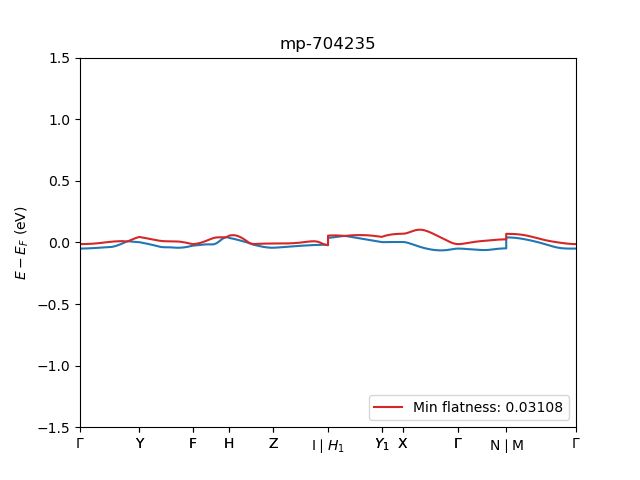 mp-704235
E − E_F (eV)
1.5
1.0
0.5
0.0
−0.5
−1.0
−1.5
Min flatness: 0.03108
Γ Y F H Z I | H₁ Y₁ X Γ N | M Γ